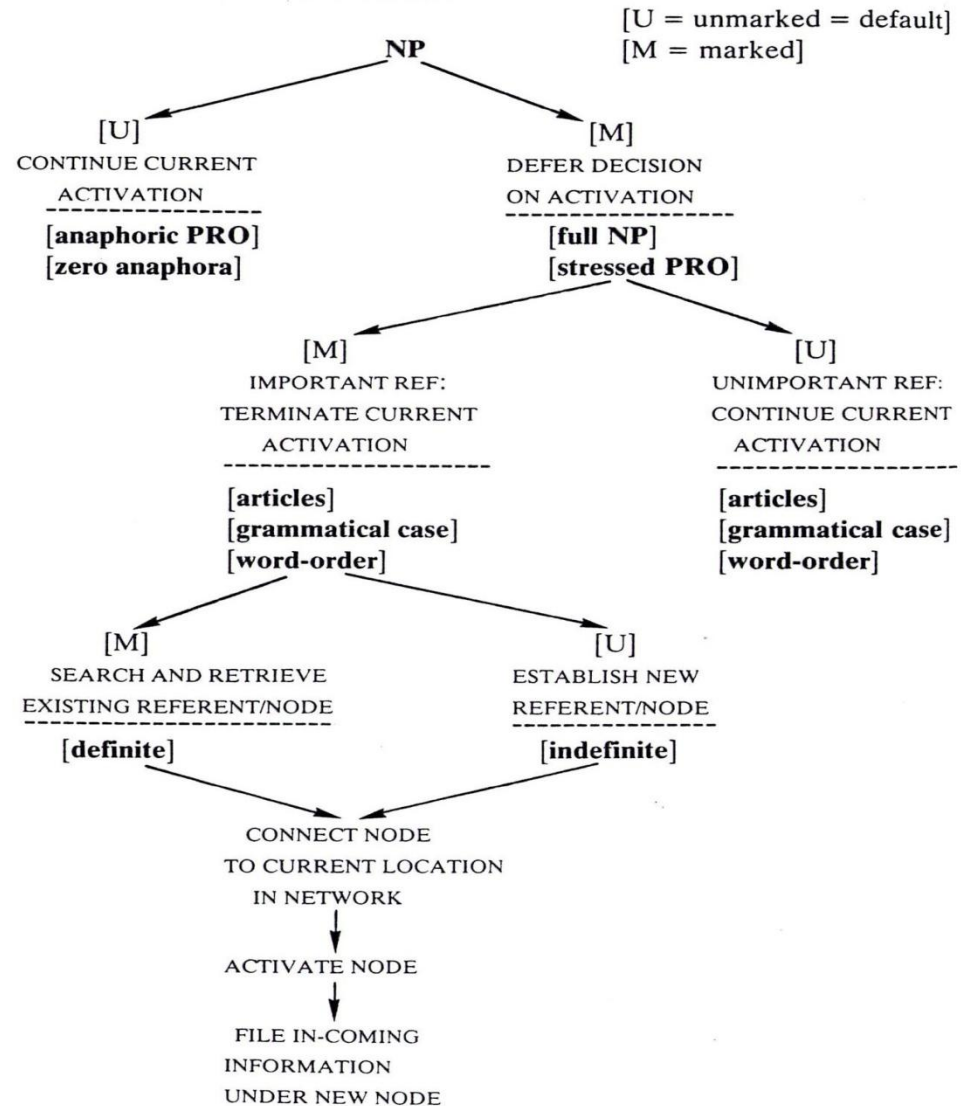 [U = unmarked = default]
[M = marked]
NP
[U]
CONTINUE CURRENT
ACTIVATION
[anaphoric PRO]
[zero anaphora]
[M]
DEFER DECISION
ON ACTIVATION
[full NP]
[stressed PRO]
[M]
IMPORTANT REF:
TERMINATE CURRENT
ACTIVATION
[articles]
[grammatical case]
[word-order]
[U]
UNIMPORTANT REF:
CONTINUE CURRENT
ACTIVATION
[articles]
[grammatical case]
[word-order]
[M]
SEARCH AND RETRIEVE
EXISTING REFERENT/NODE
[definite]
[U]
ESTABLISH NEW
REFERENT/NODE
[indefinite]
CONNECT NODE
TO CURRENT LOCATION
IN NETWORK
ACTIVATE NODE
FILE IN-COMING
INFORMATION
UNDER NEW NODE